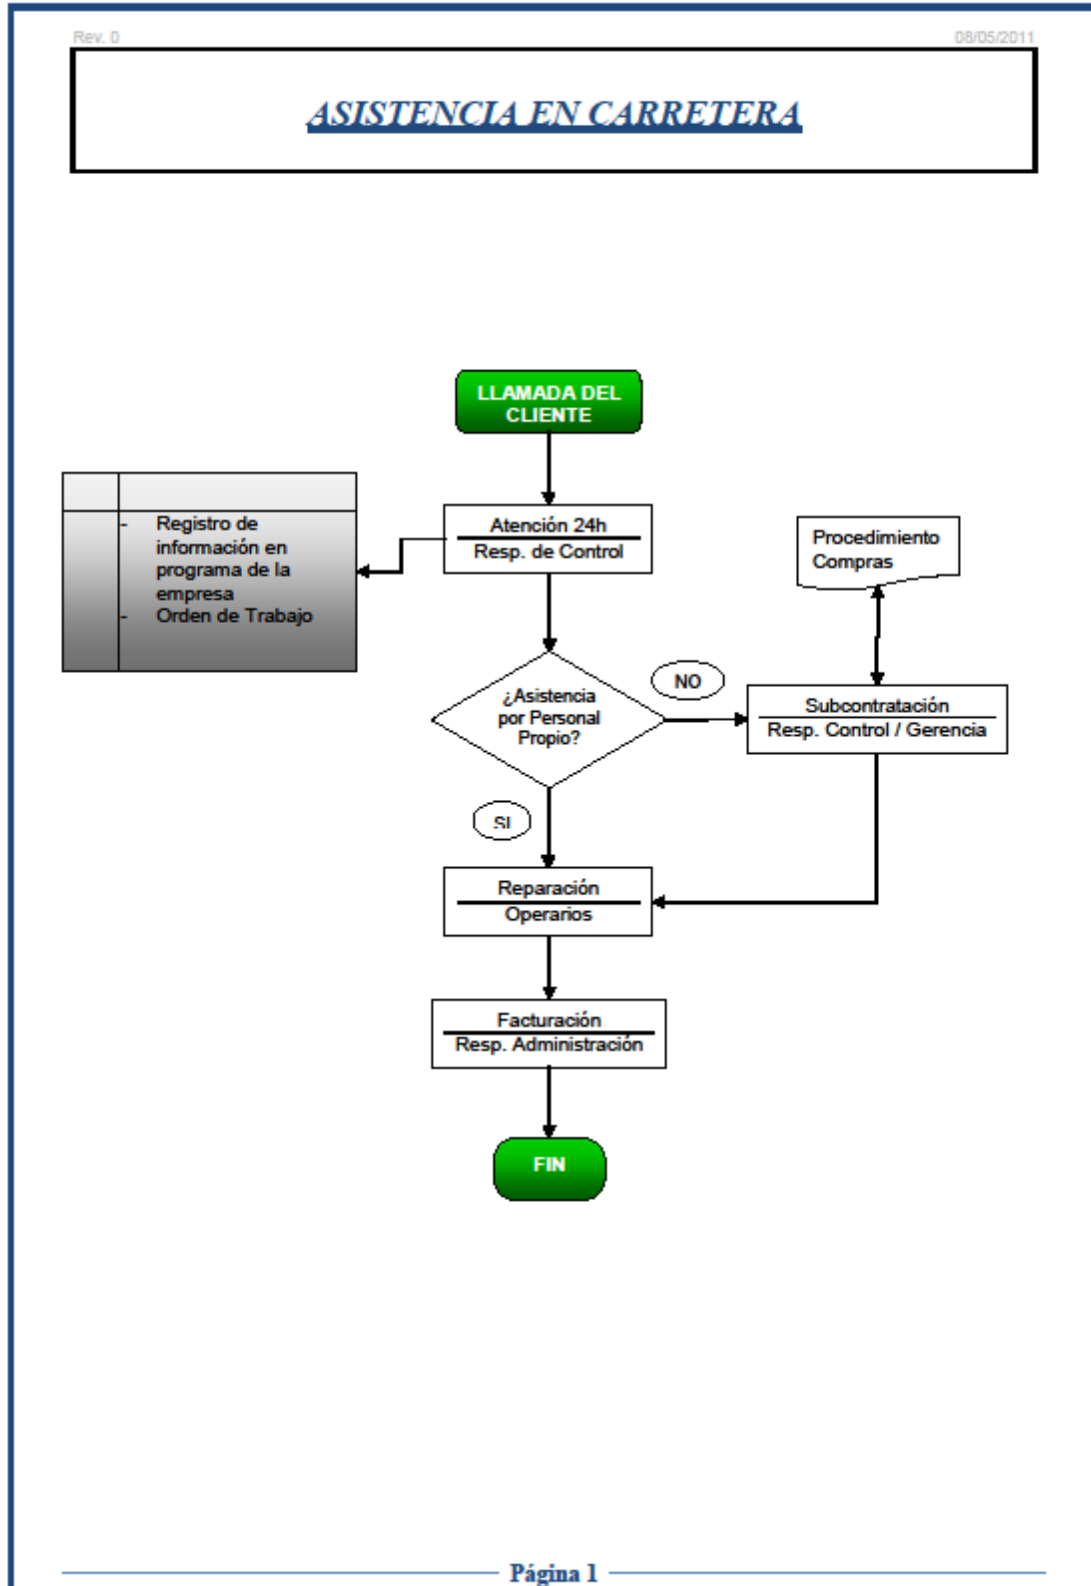 Rev. 0
08/05/2011
ASISTENCIA EN CARRETERA
LLAMADA DEL
CLIENTE
- Registro de
información en
programa de la
empresa
- Orden de Trabajo
Atención 24h
Resp. de Control
Procedimiento
Compras
¿Asistencia
por Personal
Propio?
NO
Subcontratación
Resp. Control / Gerencia
SI
Reparación
Operarios
Facturación
Resp. Administración
FIN
Página 1